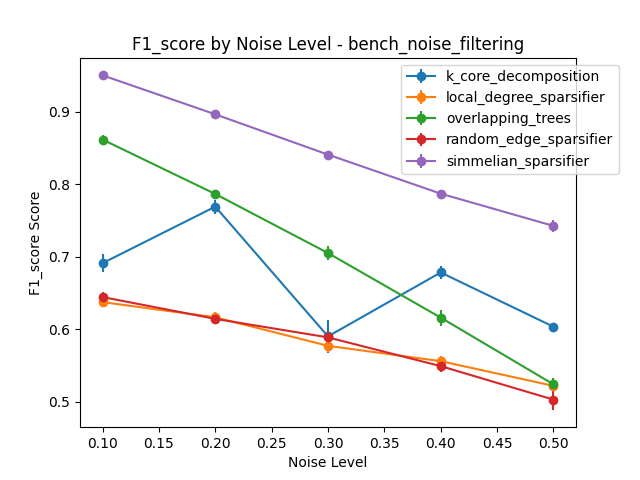 F1_score by Noise Level - bench_noise_filtering
k_core_decomposition
local_degree_sparsifier
overlapping_trees
random_edge_sparsifier
simmelian_sparsifier
F1_score Score
0.9
0.8
0.7
0.6
0.5
0.10 0.15 0.20 0.25 0.30 0.35 0.40 0.45 0.50
Noise Level